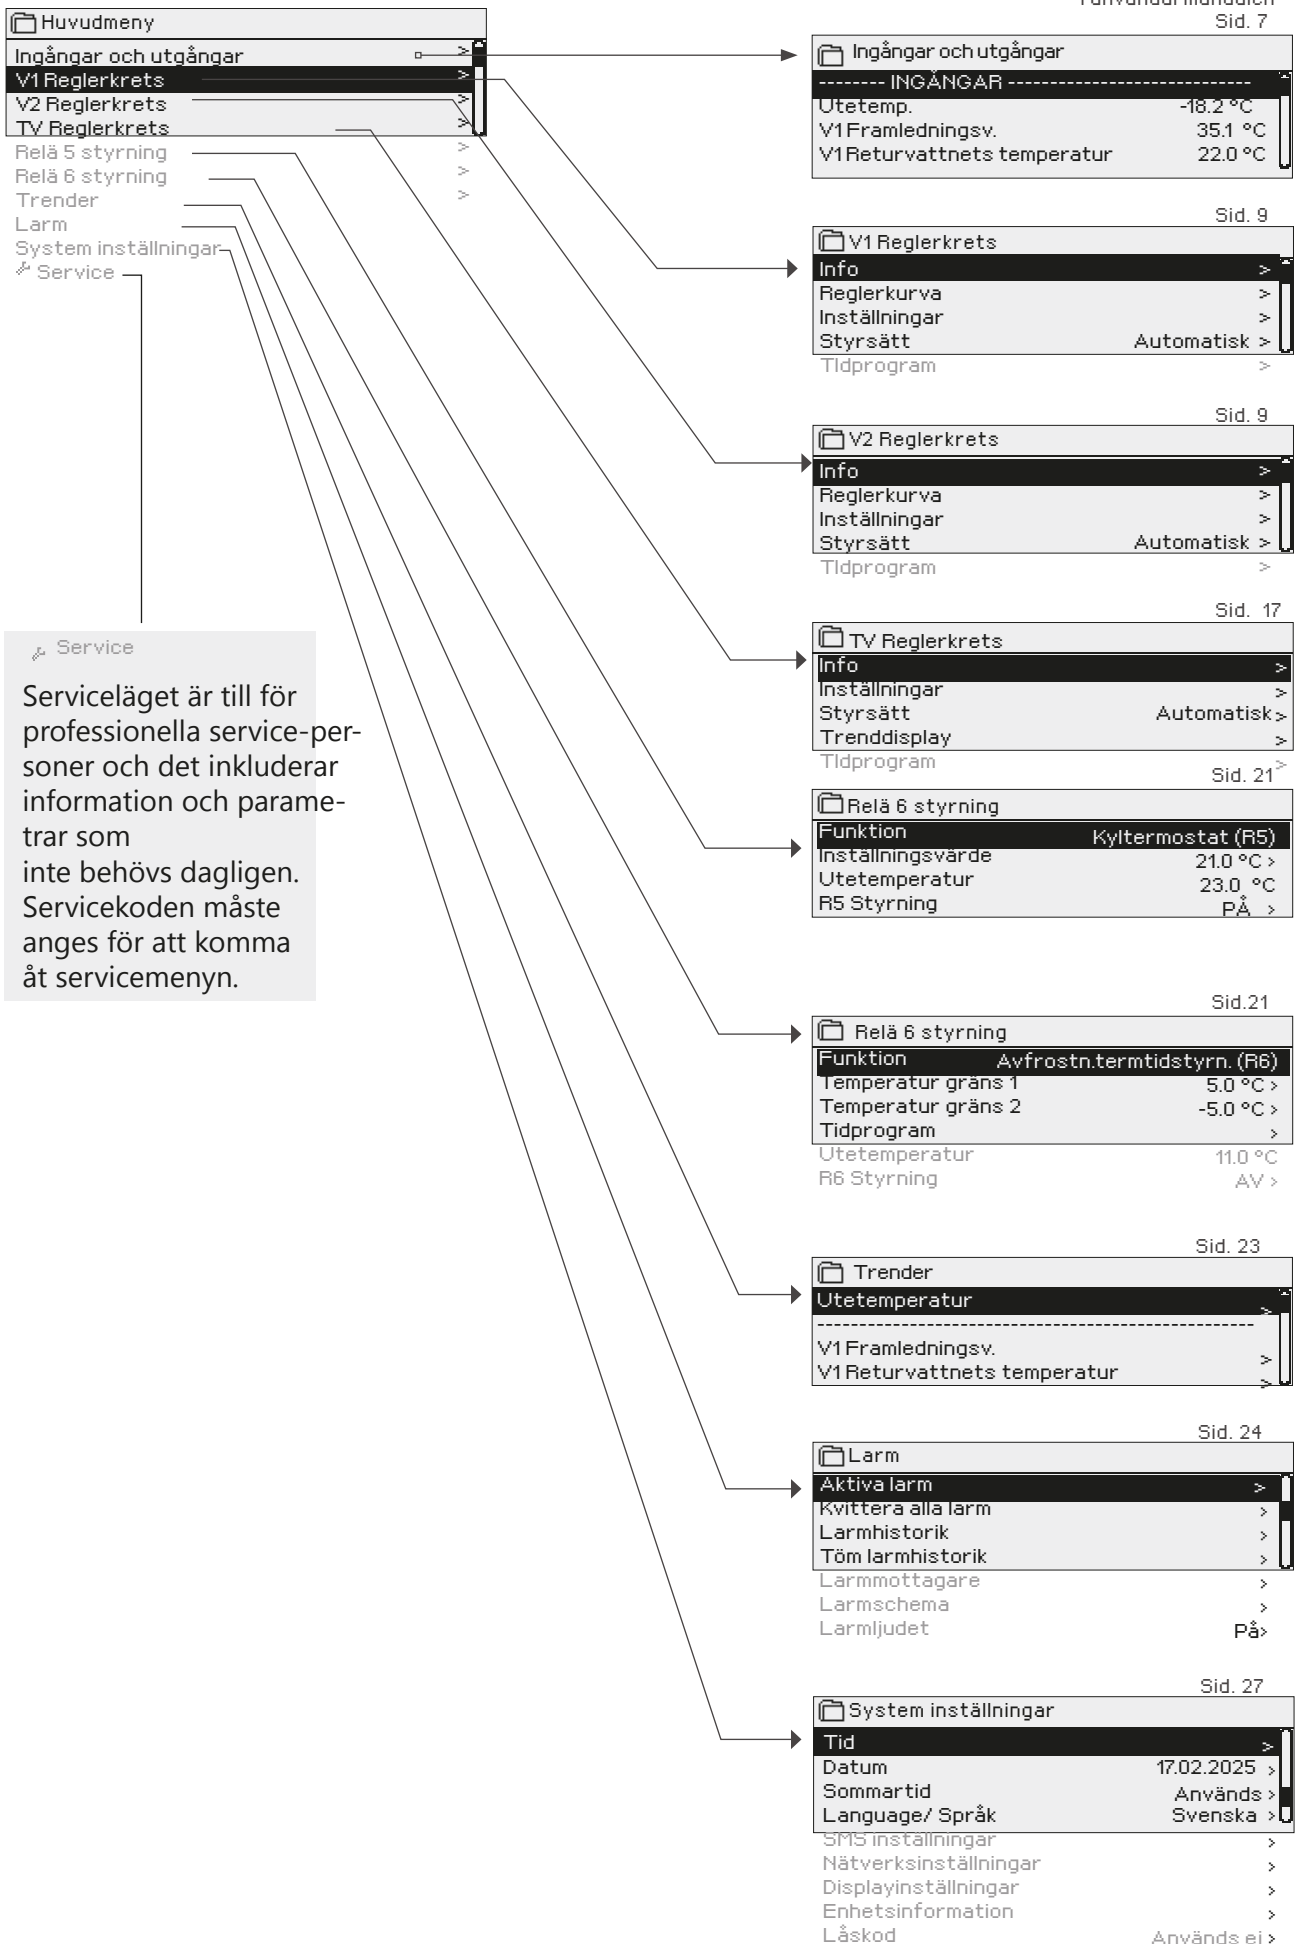 Huvudmeny
Ingångar och utgångar >
V1 Reglerkrets >
V2 Reglerkrets >
TV Reglerkrets >
Relä 5 styrning >
Relä 6 styrning >
Trender >
Larm
System inställningar
Service
Service
Serviceläget är till för
professionella service-per-
soner och det inkluderar
information och parame-
trar som
inte behövs dagligen.
Servicekoden måste
anges för att komma
åt servicemenyn.
Sid. 7
Ingångar och utgångar
-------- INGÅNGAR -----------------------------
Utetemp. -18.2 °C
V1 Framledningsv. 35.1 °C
V1 Returvattnets temperatur 22.0 °C
Sid. 9
V1 Reglerkrets
Info >
Reglerkurva >
Inställningar >
Styrsätt Automatisk >
TIdprogram >
Sid. 9
V2 Reglerkrets
Info >
Reglerkurva >
Inställningar >
Styrsätt Automatisk >
TIdprogram >
Sid. 17
TV Reglerkrets
Info >
Inställningar >
Styrsätt Automatisk >
Trenddisplay >
TIdprogram >
Sid. 21
Relä 6 styrning
Funktion Kyltermostat (R5)
Inställningsvärde 21.0 °C >
Utetemperatur 23.0 °C
R5 Styrning PÅ >
Sid.21
Relä 6 styrning
Funktion Avfrostn.termtidstyrn. (R6)
Temperatur gräns 1 5.0 °C >
Temperatur gräns 2 -5.0 °C >
Tidprogram >
Utetemperatur 11.0 °C
R6 Styrning AV >
Sid. 23
Trender
Utetemperatur >
-----------------------------------------------------
V1 Framledningsv. >
V1 Returvattnets temperatur >
Sid. 24
Larm
Aktiva larm >
Kvittera alla larm >
Larmhistorik >
Töm larmhistorik >
Larmmottagare >
Larmschema >
Larmljudet På>
Sid. 27
System inställningar
Tid >
Datum 17.02.2025 >
Sommartid Används >
Language/ Språk Svenska >
SMS inställningar >
Nätverksinställningar >
Displayinställningar >
Enhetsinformation >
Låskod Används ej >